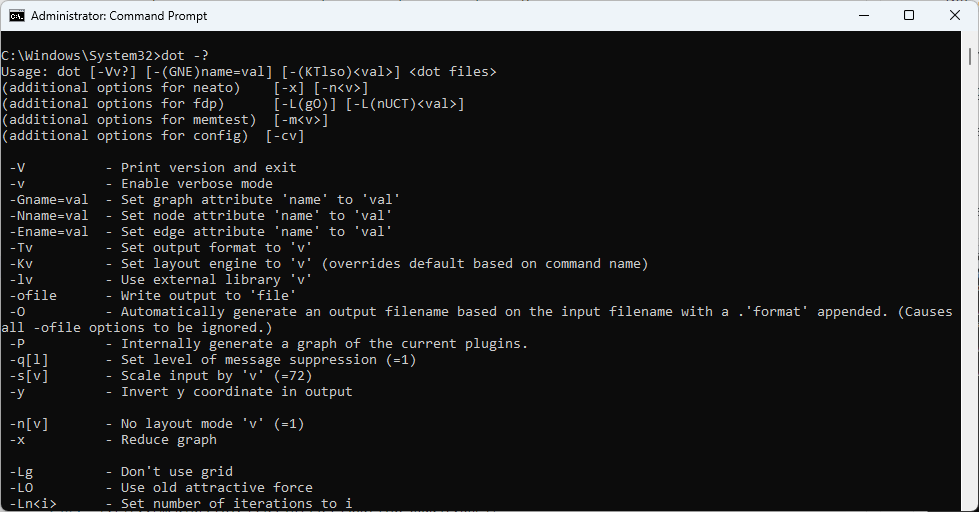 Administrator: Command Prompt
C:\Windows\System32>dot -?
Usage: dot [-Vv?] [-(GNE)name=val] [-(KTlso)<val>] <dot files>
(additional options for neato)    [-x] [-n<v>]
(additional options for fdp)      [-L(gO)] [-L(nUCT)<val>]
(additional options for memtest)  [-m<v>]
(additional options for config)  [-cv]
-V          - Print version and exit
-v          - Enable verbose mode
-Gname=val  - Set graph attribute 'name' to 'val'
-Nname=val  - Set node attribute 'name' to 'val'
-Ename=val  - Set edge attribute 'name' to 'val'
-Tv         - Set output format to 'v'
-Kv         - Set layout engine to 'v' (overrides default based on command name)
-lv         - Use external library 'v'
-ofile      - Write output to 'file'
-O          - Automatically generate an output filename based on the input filename with a .'format' appended. (Causes
all -ofile options to be ignored.)
-P          - Internally generate a graph of the current plugins.
-q[l]       - Set level of message suppression (=1)
-s[v]       - Scale input by 'v' (=72)
-y          - Invert y coordinate in output
-n[v]       - No layout mode 'v' (=1)
-x          - Reduce graph
-Lg         - Don't use grid
-LO         - Use old attractive force
-Ln<i>      - Set number of iterations to i